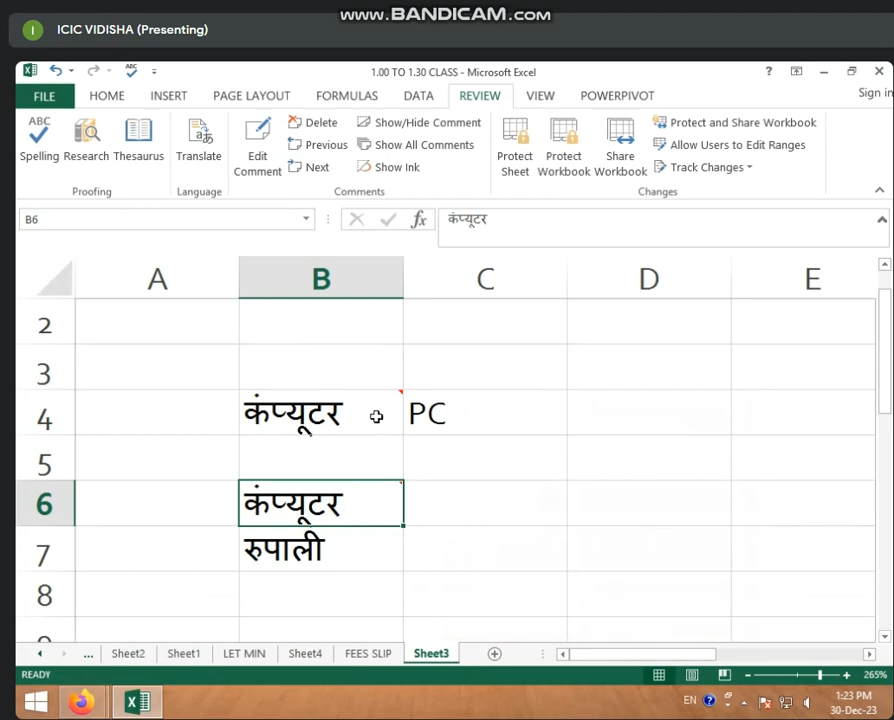 www.BANDICAM.com
I ICIC VIDISHA (Presenting)
1.00 TO 1.30 CLASS - Microsoft Excel
FILE HOME INSERT PAGE LAYOUT FORMULAS DATA REVIEW VIEW POWERPIVOT Sign in
ABC Spelling Research Thesaurus
Translate
Edit Comment
Delete
Previous
Next
Show/Hide Comment
Show All Comments
Show Ink
Protect Sheet
Protect Workbook
Share Workbook
Protect and Share Workbook
Allow Users to Edit Ranges
Track Changes
Proofing Language Comments Changes
B6 fx कंप्यूटर
A B C D E
2
3
4 कंप्यूटर PC
5
6 कंप्यूटर
7 रुपाली
8
... Sheet2 Sheet1 LET MIN Sheet4 FEES SLIP Sheet3
READY 265%
EN 1:23 PM
30-Dec-23